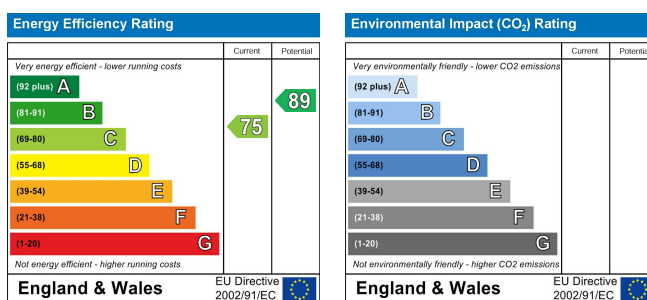 Energy Efficiency Rating
Current Potential
Very energy efficient - lower running costs
(92 plus) A
(81-91) B
(69-80) C
(55-68) D
(39-54) E
(21-38) F
(1-20) G
75
89
Not energy efficient - higher running costs
England & Wales
EU Directive
2002/91/EC
Environmental Impact (CO₂) Rating
Current Potentia
Very environmentally friendly - lower CO2 emissions
(92 plus) A
(81-91) B
(69-80) C
(55-68) D
(39-54) E
(21-38) F
(1-20) G
Not environmentally friendly - higher CO2 emissions
England & Wales
EU Directive
2002/91/EC